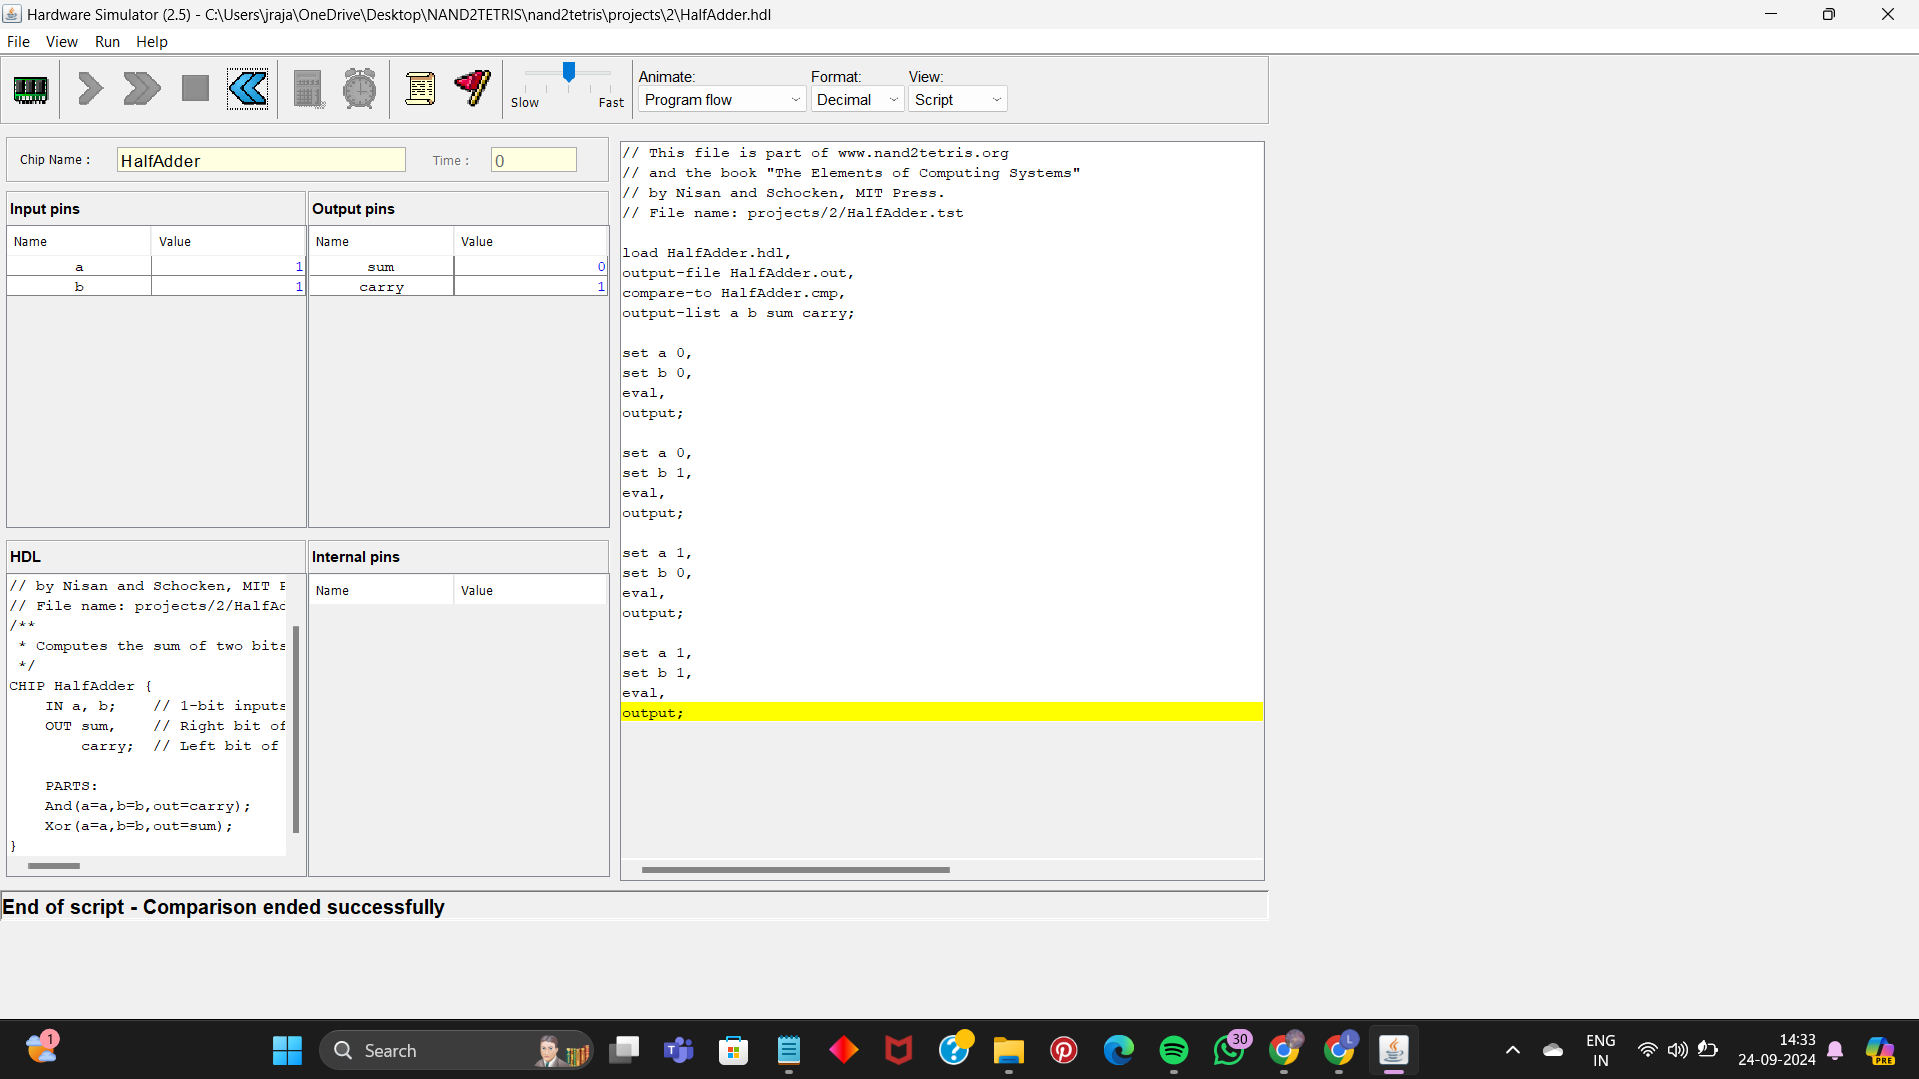 Hardware Simulator (2.5) - C:\Users\jraja\OneDrive\Desktop\NAND2TETRIS\nand2tetris\projects\2\HalfAdder.hdl
File View Run Help
Slow Fast
Animate: Format: View:
Program flow Decimal Script
Chip Name : HalfAdder Time : 0
Input pins
Name Value
a 1
b 1
Output pins
Name Value
sum 0
carry 1
HDL
// by Nisan and Schocken, MIT P
// File name: projects/2/HalfAd
/**
* Computes the sum of two bits
*/
CHIP HalfAdder {
IN a, b; // 1-bit inputs
OUT sum, // Right bit of
carry; // Left bit of
PARTS:
And(a=a,b=b,out=carry);
Xor(a=a,b=b,out=sum);
}
Internal pins
Name Value
// This file is part of www.nand2tetris.org
// and the book "The Elements of Computing Systems"
// by Nisan and Schocken, MIT Press.
// File name: projects/2/HalfAdder.tst
load HalfAdder.hdl,
output-file HalfAdder.out,
compare-to HalfAdder.cmp,
output-list a b sum carry;
set a 0,
set b 0,
eval,
output;
set a 0,
set b 1,
eval,
output;
set a 1,
set b 0,
eval,
output;
set a 1,
set b 1,
eval,
output;
End of script - Comparison ended successfully
1
Search
30
L
ENG
IN
14:33
24-09-2024
PRE